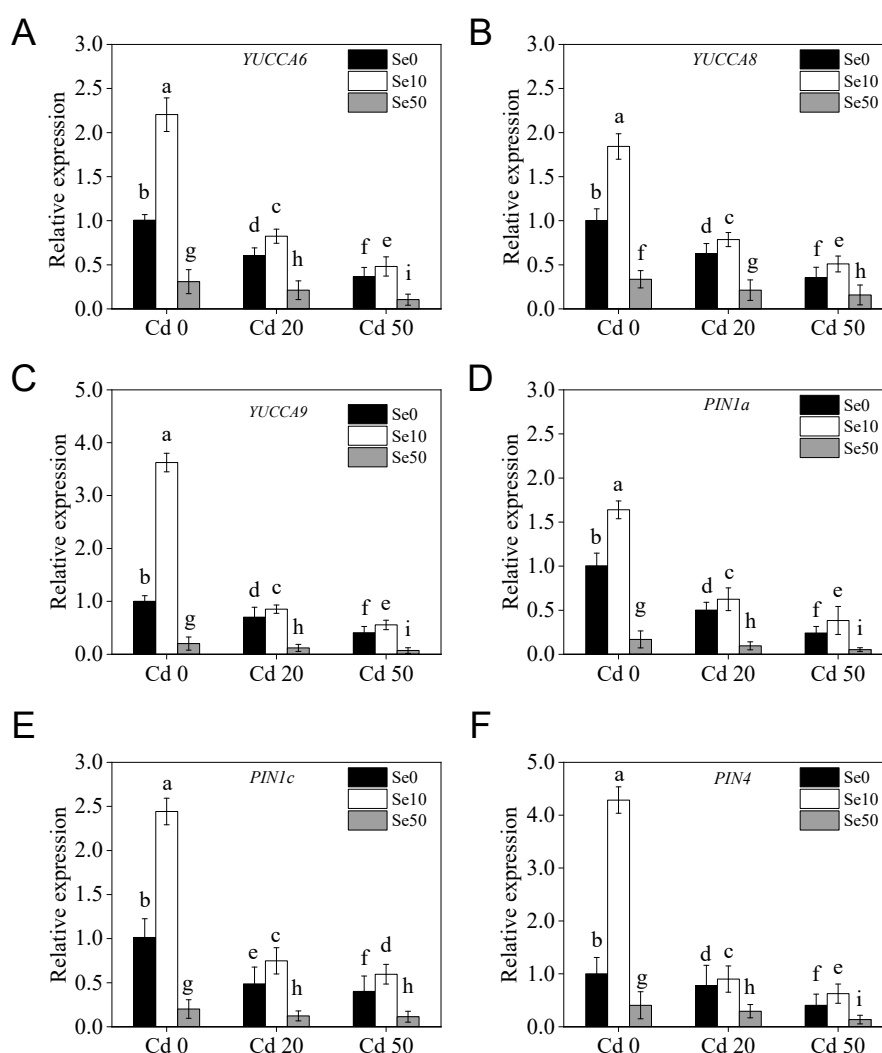 A
YUCCA6
Se0
Se10
Se50
Relative expression
3.0
2.5
2.0
1.5
1.0
0.5
0.0
b
a
g
d
c
h
f
e
i
Cd 0 Cd 20 Cd 50
B
YUCCA8
Se0
Se10
Se50
Relative expression
3.0
2.5
2.0
1.5
1.0
0.5
0.0
b
a
f
d
c
g
f
e
h
Cd 0 Cd 20 Cd 50
C
YUCCA9
Se0
Se10
Se50
Relative expression
5.0
4.0
3.0
2.0
1.0
0.0
b
a
g
d
c
h
f
e
i
Cd 0 Cd 20 Cd 50
D
PIN1a
Se0
Se10
Se50
Relative expression
3.0
2.5
2.0
1.5
1.0
0.5
0.0
b
a
g
d
c
h
f
e
i
Cd 0 Cd 20 Cd 50
E
PIN1c
Se0
Se10
Se50
Relative expression
3.0
2.5
2.0
1.5
1.0
0.5
0.0
b
a
g
e
c
h
f
d
h
Cd 0 Cd 20 Cd 50
F
PIN4
Se0
Se10
Se50
Relative expression
5.0
4.0
3.0
2.0
1.0
0.0
b
a
g
d
c
h
f
e
i
Cd 0 Cd 20 Cd 50